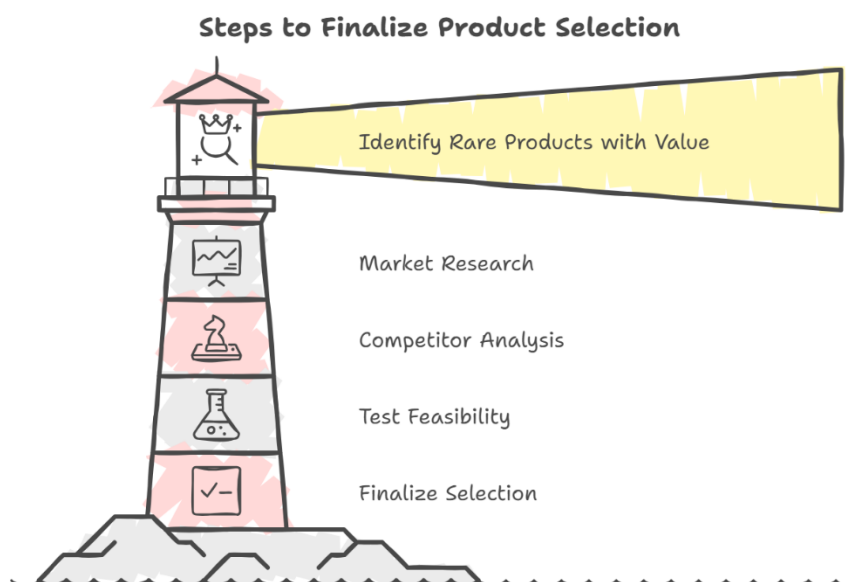 Steps to Finalize Product Selection
Identify Rare Products with Value
Market Research
Competitor Analysis
Test Feasibility
Finalize Selection